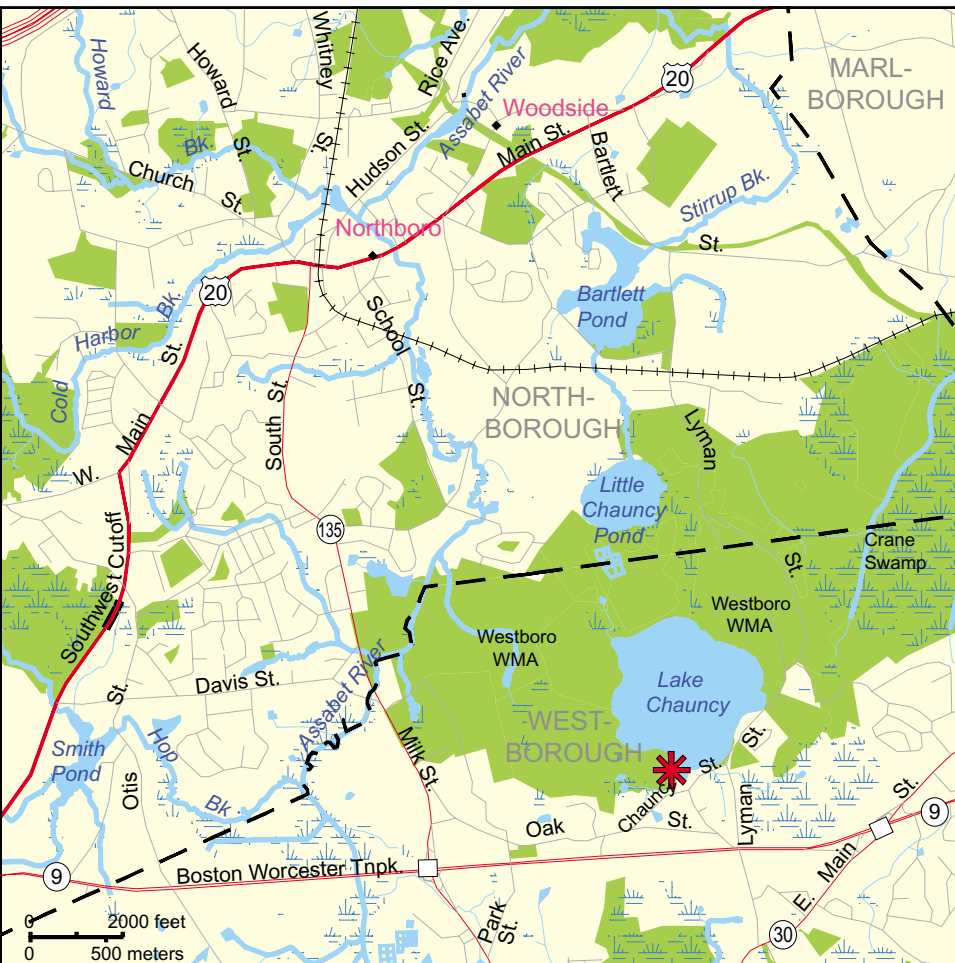 Howard
Howard
Whitney
Rice Ave.
Assabet River
20
MARL-
BOROUGH
Woodside
Main St.
Bartlett
Hudson St.
St.
St.
Bk.
Church
St.
Stirrup Bk.
St.
Northboro
20
Bartlett
Pond
School
St.
Harbor
Bk.
Cold
St.
Main
W.
South
St.
NORTH-
BOROUGH
Lyman
St.
Little
Chauncy
Pond
135
Crane
Swamp
Southwest Cutoff
Westboro
WMA
Westboro
WMA
Davis St.
St.
Otis
Assabet River
Lake
Chauncy
WEST-
BOROUGH
Smith
Pond
Hop
Bk.
Milk St.
Chauncy
St.
St.
Lyman
Oak
St.
St.
E. Main
9
9
Boston Worcester Tnpk.
Park
St.
30
0
2000 feet
0
500 meters